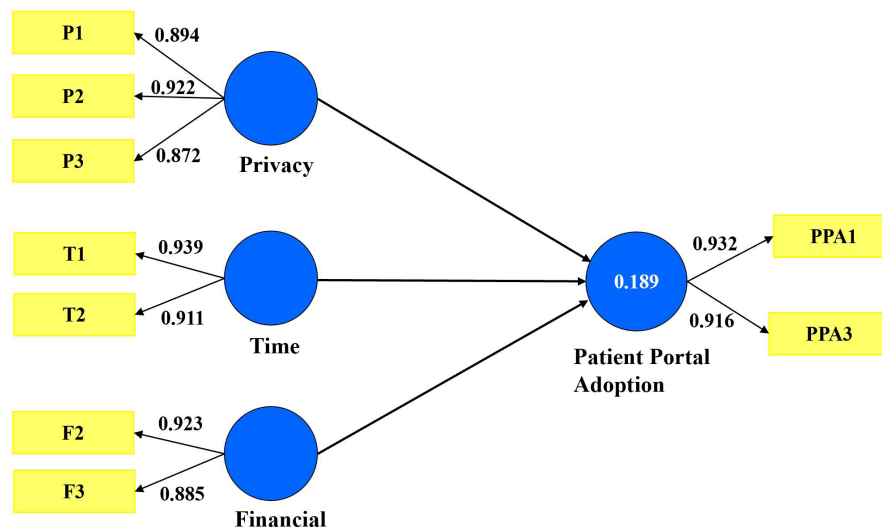 P1
0.894
P2
0.922
P3
0.872
Privacy
T1
0.939
T2
0.911
Time
F2
0.923
F3
0.885
Financial
0.189
Patient Portal
Adoption
0.932
PPA1
0.916
PPA3